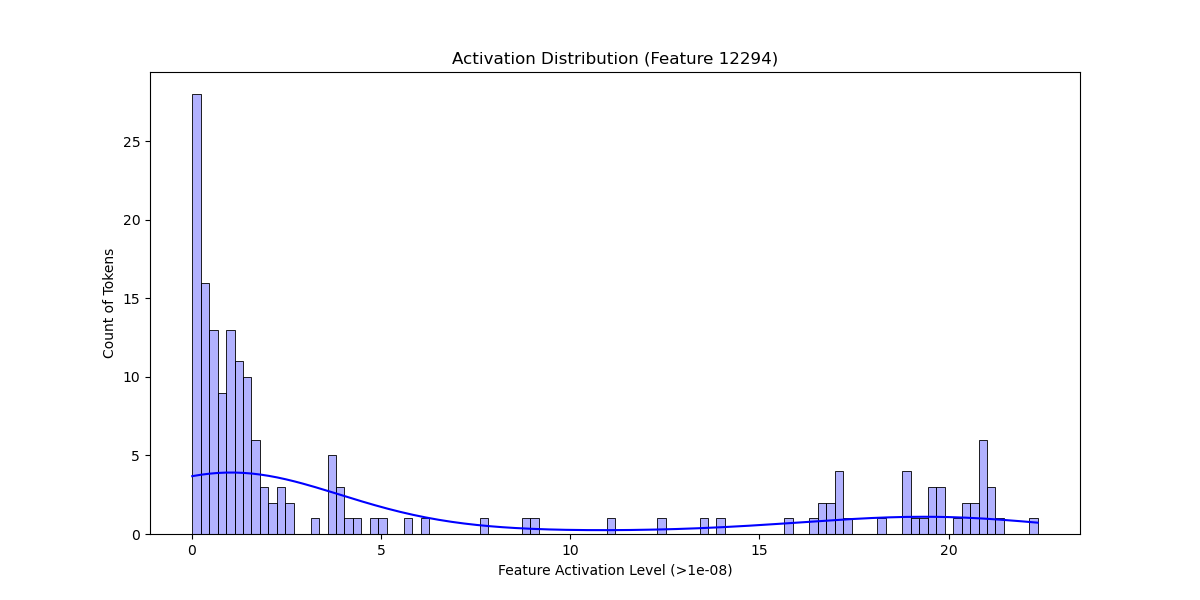 Activation Distribution (Feature 12294)
Count of Tokens
25
20
15
10
5
0
0 5 10 15 20
Feature Activation Level (>1e-08)